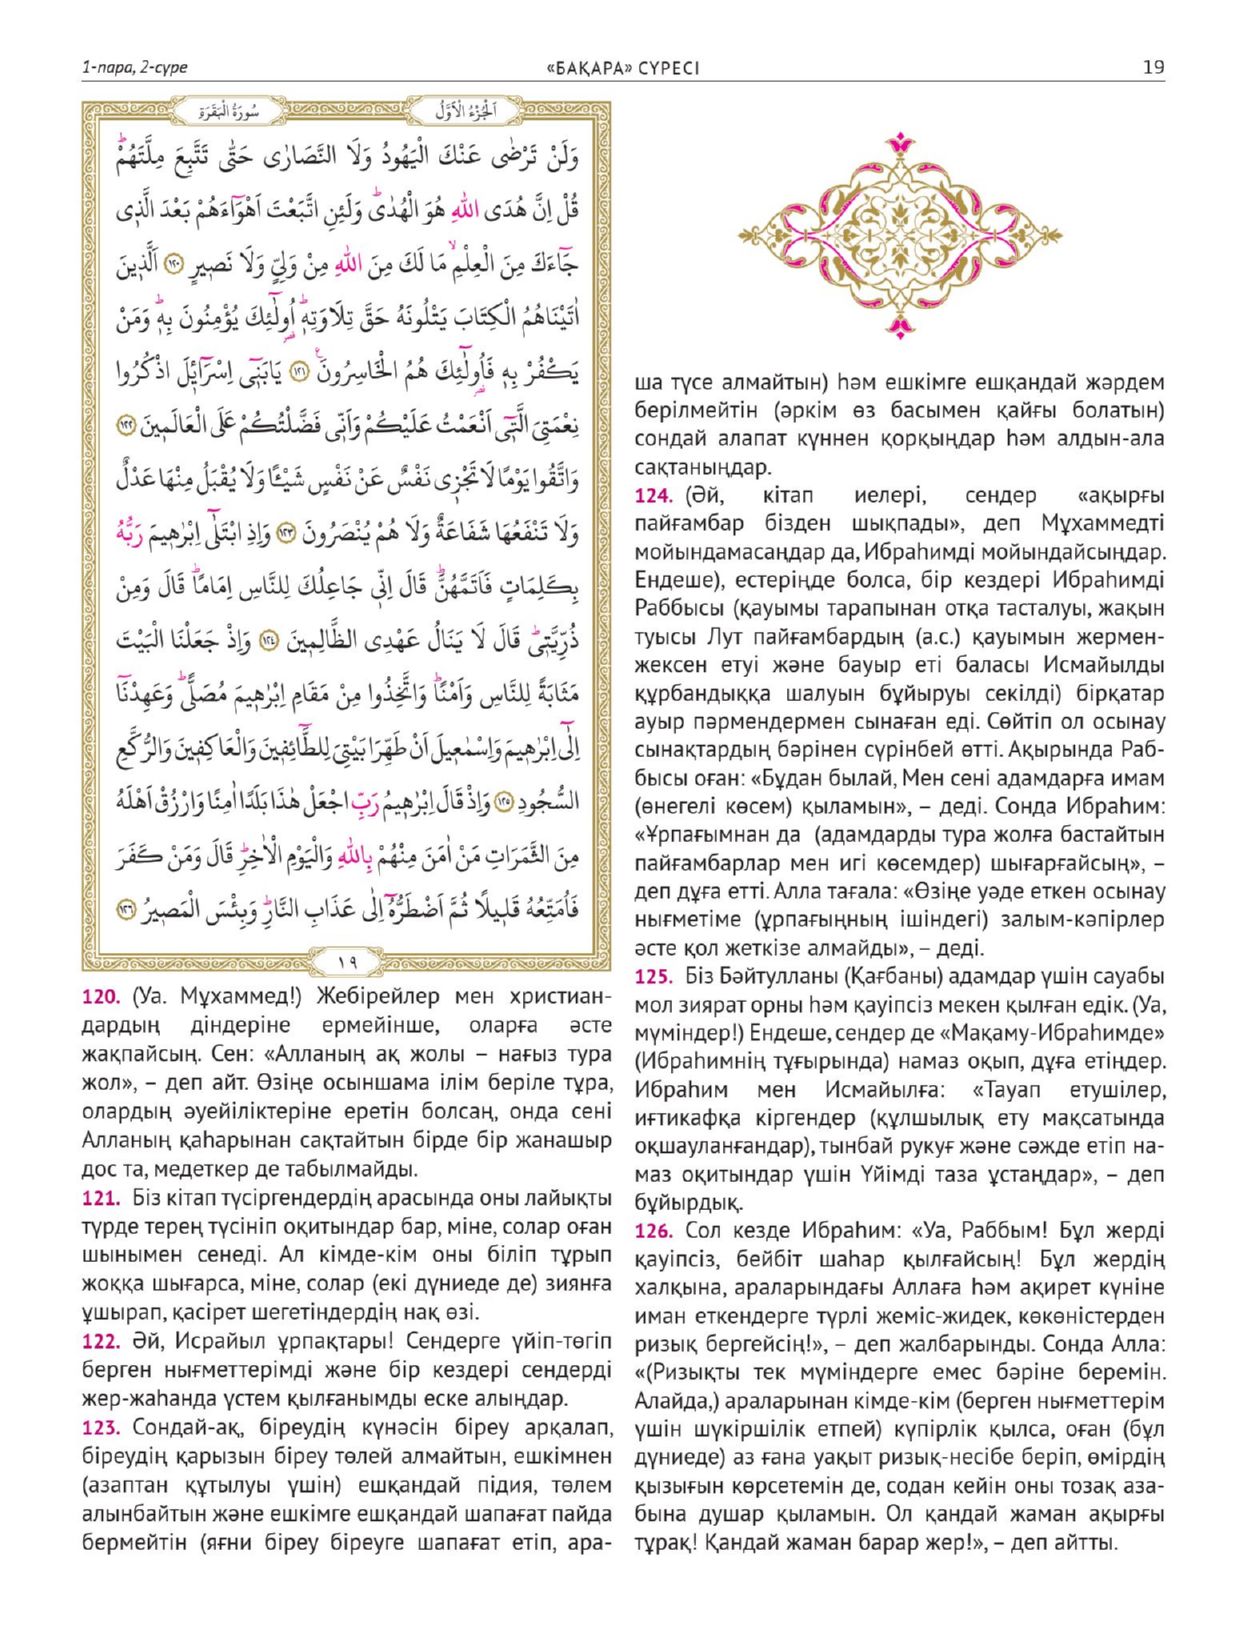 1-пара, 2-сүре
«БАҚАРА» СҮРЕСІ
19
سُورَةُ الْبَقَرَةِ
اَلْجُزْءُ الْاَوَّلُ
وَلَنْ تَرْضٰى عَنْكَ الْيَهُودُ وَلَا النَّصَارٰى حَتّٰى تَتَّبِعَ مِلَّتَهُمْۜ
قُلْ اِنَّ هُدَى اللّٰهِ هُوَ الْهُدٰىۜ وَلَئِنِ اتَّبَعْتَ اَهْوَٓاءَهُمْ بَعْدَ الَّذ۪ي
جَٓاءَكَ مِنَ الْعِلْمِۙ مَا لَكَ مِنَ اللّٰهِ مِنْ وَلِيٍّ وَلَا نَص۪يرٍ ﴿١٢٠﴾ اَلَّذ۪ينَ
اٰتَيْنَاهُمُ الْكِتَابَ يَتْلُونَهُ حَقَّ تِلَاوَتِه۪ۜ اُو۬لٰٓئِكَ يُؤْمِنُونَ بِه۪ۜ وَمَنْ
يَكْفُرْ بِه۪ فَاُو۬لٰٓئِكَ هُمُ الْخَاسِرُونَ۟ ﴿١٢١﴾ يَابَن۪ٓي اِسْرَٓائ۪لَ اذْكُرُوا
نِعْمَتِيَ الَّت۪ٓي اَنْعَمْتُ عَلَيْكُمْ وَاَنّ۪ي فَضَّلْتُكُمْ عَلَى الْعَالَم۪ينَ ﴿١٢٢﴾
وَاتَّقُوا يَوْمًا لَا تَجْز۪ي نَفْسٌ عَنْ نَفْسٍ شَيْـًٔا وَلَا يُقْبَلُ مِنْهَا عَدْلٌ
وَلَا تَنْفَعُهَا شَفَاعَةٌ وَلَا هُمْ يُنْصَرُونَ ﴿١٢٣﴾ وَاِذِ ابْتَلٰٓى اِبْرٰه۪يمَ رَبُّهُ
بِكَلِمَاتٍ فَاَتَمَّهُنَّۜ قَالَ اِنّ۪ي جَاعِلُكَ لِلنَّاسِ اِمَامًاۜ قَالَ وَمِنْ
ذُرِّيَّت۪يۜ قَالَ لَا يَنَالُ عَهْدِي الظَّالِم۪ينَ ﴿١٢٤﴾ وَاِذْ جَعَلْنَا الْبَيْتَ
مَثَابَةً لِلنَّاسِ وَاَمْنًاۜ وَاتَّخِذُوا مِنْ مَقَامِ اِبْرٰه۪يمَ مُصَلًّىۜ وَعَهِدْنَٓا
اِلٰٓى اِبْرٰه۪يمَ وَاِسْمٰع۪يلَ اَنْ طَهِّرَا بَيْتِيَ لِلطَّٓائِف۪ينَ وَالْعَاكِف۪ينَ وَالرُّكَّعِ
السُّجُودِ ﴿١٢٥﴾ وَاِذْ قَالَ اِبْرٰه۪يمُ رَبِّ اجْعَلْ هٰذَا بَلَدًا اٰمِنًا وَارْزُقْ اَهْلَهُ
مِنَ الثَّمَرَاتِ مَنْ اٰمَنَ مِنْهُمْ بِاللّٰهِ وَالْيَوْمِ الْاٰخِرِۜ قَالَ وَمَنْ كَفَرَ
فَاُمَتِّعُهُ قَل۪يلًا ثُمَّ اَضْطَرُّهُٓ اِلٰى عَذَابِ النَّارِۜ وَبِئْسَ الْمَص۪يرُ ﴿١٢٦﴾
١٩
120. (Уа. Мұхаммед!) Жебірейлер мен христиан-
дардың діндеріне ермейінше, оларға әсте
жақпайсың. Сен: «Алланың ақ жолы – нағыз тура
жол», – деп айт. Өзіңе осыншама ілім беріле тұра,
олардың әуейіліктеріне еретін болсаң, онда сені
Алланың қаһарынан сақтайтын бірде бір жанашыр
дос та, медеткер де табылмайды.
121. Біз кітап түсіргендердің арасында оны лайықты
түрде терең түсініп оқитындар бар, міне, солар оған
шынымен сенеді. Ал кімде-кім оны біліп тұрып
жоққа шығарса, міне, солар (екі дүниеде де) зиянға
ұшырап, қасірет шегетіндердің нақ өзі.
122. Әй, Исрайыл ұрпақтары! Сендерге үйіп-төгіп
берген нығметтерімді және бір кездері сендерді
жер-жаһанда үстем қылғанымды еске алыңдар.
123. Сондай-ақ, біреудің күнәсін біреу арқалап,
біреудің қарызын біреу төлей алмайтын, ешкімнен
(азаптан құтылуы үшін) ешқандай підия, төлем
алынбайтын және ешкімге ешқандай шапағат пайда
бермейтін (яғни біреу біреуге шапағат етіп, ара-
ша түсе алмайтын) һәм ешкімге ешқандай жәрдем
берілмейтін (әркім өз басымен қайғы болатын)
сондай алапат күннен қорқыңдар һәм алдын-ала
сақтаныңдар.
124. (Әй, кітап иелері, сендер «ақырғы
пайғамбар бізден шықпады», деп Мұхаммедті
мойындамасаңдар да, Ибраһимді мойындайсыңдар.
Ендеше), естеріңде болса, бір кездері Ибраһимді
Раббысы (қауымы тарапынан отқа тасталуы, жақын
туысы Лут пайғамбардың (а.с.) қауымын жермен-
жексен етуі және бауыр еті баласы Исмайылды
құрбандыққа шалуын бұйыруы секілді) бірқатар
ауыр пәрмендермен сынаған еді. Сөйтіп ол осынау
сынақтардың бәрінен сүрінбей өтті. Ақырында Раб-
бысы оған: «Бұдан былай, Мен сені адамдарға имам
(өнегелі көсем) қыламын», – деді. Сонда Ибраһим:
«Ұрпағымнан да (адамдарды тура жолға бастайтын
пайғамбарлар мен игі көсемдер) шығарғайсың», –
деп дұға етті. Алла тағала: «Өзіңе уәде еткен осынау
нығметіме (ұрпағыңның ішіндегі) залым-кәпірлер
әсте қол жеткізе алмайды», – деді.
125. Біз Бәйтулланы (Қағбаны) адамдар үшін сауабы
мол зиярат орны һәм қауіпсіз мекен қылған едік. (Уа,
мүміндер!) Ендеше, сендер де «Мақаму-Ибраһимде»
(Ибраһимнің тұғырында) намаз оқып, дұға етіңдер.
Ибраһим мен Исмайылға: «Тауап етушілер,
иғтикафқа кіргендер (құлшылық ету мақсатында
оқшауланғандар), тынбай рукуғ және сәжде етіп на-
маз оқитындар үшін Үйімді таза ұстаңдар», – деп
бұйырдық.
126. Сол кезде Ибраһим: «Уа, Раббым! Бұл жерді
қауіпсіз, бейбіт шаһар қылғайсың! Бұл жердің
халқына, араларындағы Аллаға һәм ақирет күніне
иман еткендерге түрлі жеміс-жидек, көкөністерден
ризық бергейсің!», – деп жалбарынды. Сонда Алла:
«(Ризықты тек мүміндерге емес бәріне беремін.
Алайда,) араларынан кімде-кім (берген нығметтерім
үшін шүкіршілік етпей) күпірлік қылса, оған (бұл
дүниеде) аз ғана уақыт ризық-несібе беріп, өмірдің
қызығын көрсетемін де, содан кейін оны тозақ аза-
бына душар қыламын. Ол қандай жаман ақырғы
тұрақ! Қандай жаман барар жер!», – деп айтты.